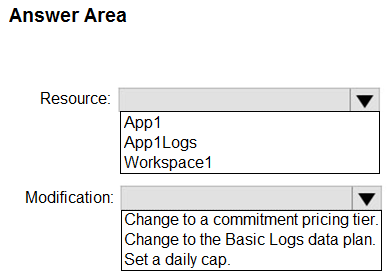 Answer Area
Resource:
App1
App1Logs
Workspace1
Modification:
Change to a commitment pricing tier.
Change to the Basic Logs data plan.
Set a daily cap.